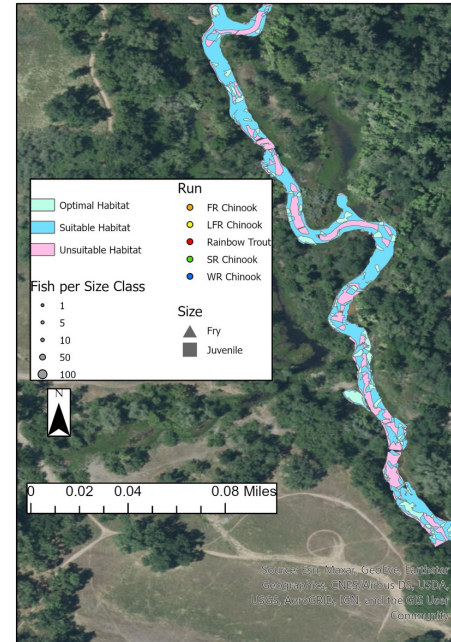 Optimal Habitat
Suitable Habitat
Unsuitable Habitat
Fish per Size Class
1
5
10
50
100
Run
FR Chinook
LFR Chinook
Rainbow Trout
SR Chinook
WR Chinook
Size
Fry
Juvenile
N
0 0.02 0.04 0.08 Miles
Source: Esri, Maxar, GeoEye, Earthstar
Geographics, CNES/Airbus DS, USDA,
USGS, AeroGRID, IGN, and the GIS User
Community